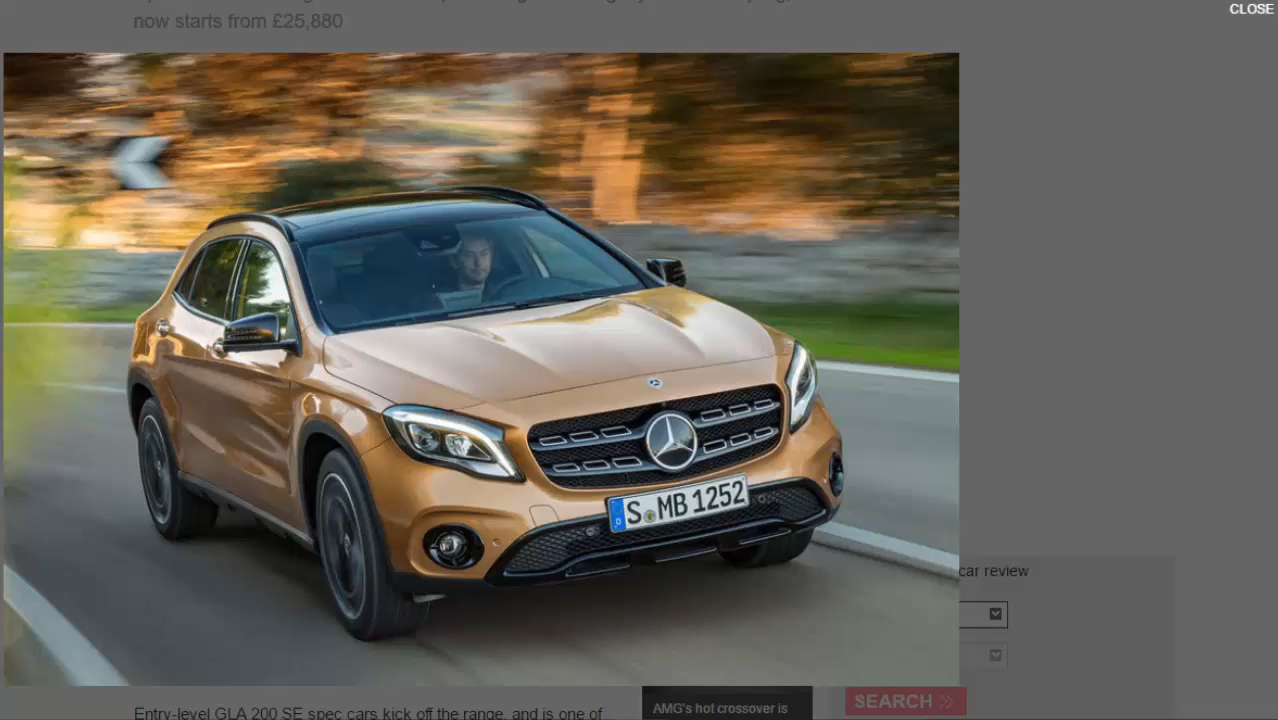 now starts from £25,880
CLOSE
S MB 1252
D
car review
SEARCH
AMG's hot crossover is
Entry-level GLA 200 SE spec cars kick off the range, and is one of